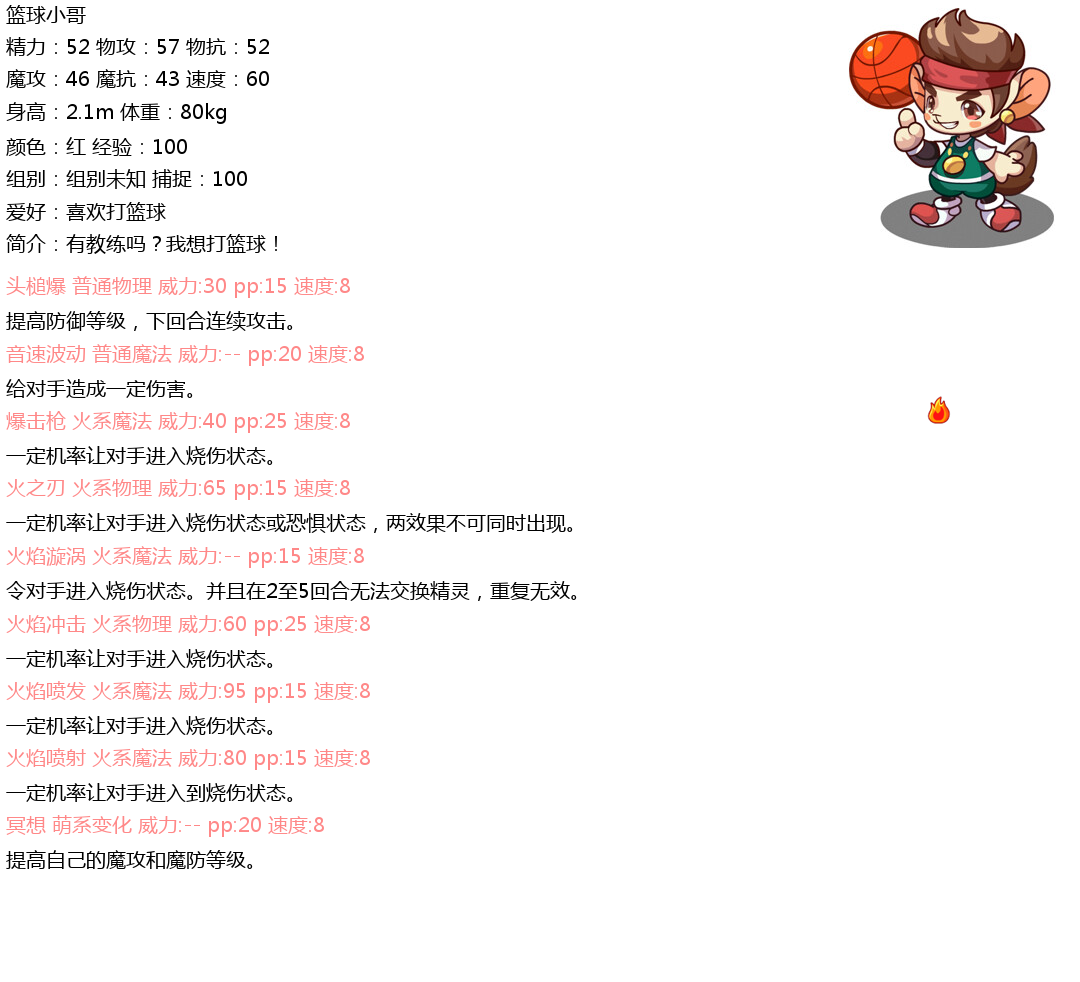 篮球小哥
精力：52 物攻：57 物抗：52
魔攻：46 魔抗：43 速度：60
身高：2.1m 体重：80kg
颜色：红 经验：100
组别：组别未知 捕捉：100
爱好：喜欢打篮球
简介：有教练吗？我想打篮球！
头槌爆 普通物理 威力:30 pp:15 速度:8
提高防御等级，下回合连续攻击。
音速波动 普通魔法 威力:-- pp:20 速度:8
给对手造成一定伤害。
爆击枪 火系魔法 威力:40 pp:25 速度:8
一定机率让对手进入烧伤状态。
火之刃 火系物理 威力:65 pp:15 速度:8
一定机率让对手进入烧伤状态或恐惧状态，两效果不可同时出现。
火焰漩涡 火系魔法 威力:-- pp:15 速度:8
令对手进入烧伤状态。并且在2至5回合无法交换精灵，重复无效。
火焰冲击 火系物理 威力:60 pp:25 速度:8
一定机率让对手进入烧伤状态。
火焰喷发 火系魔法 威力:95 pp:15 速度:8
一定机率让对手进入烧伤状态。
火焰喷射 火系魔法 威力:80 pp:15 速度:8
一定机率让对手进入到烧伤状态。
冥想 萌系变化 威力:-- pp:20 速度:8
提高自己的魔攻和魔防等级。